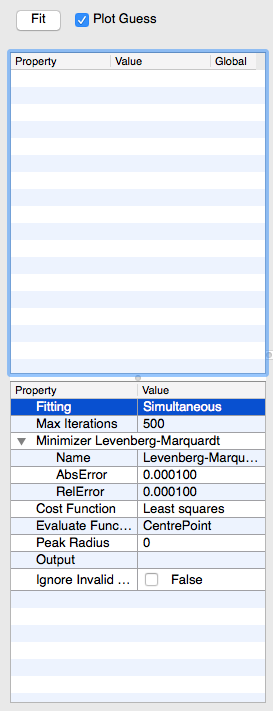 Fit Plot Guess
Property Value Global
Property Value
Fitting Simultaneous
Max Iterations 500
Minimizer Levenberg-Marquardt
Name Levenberg-Marqu...
AbsError 0.000100
RelError 0.000100
Cost Function Least squares
Evaluate Func... CentrePoint
Peak Radius 0
Output
Ignore Invalid ... False